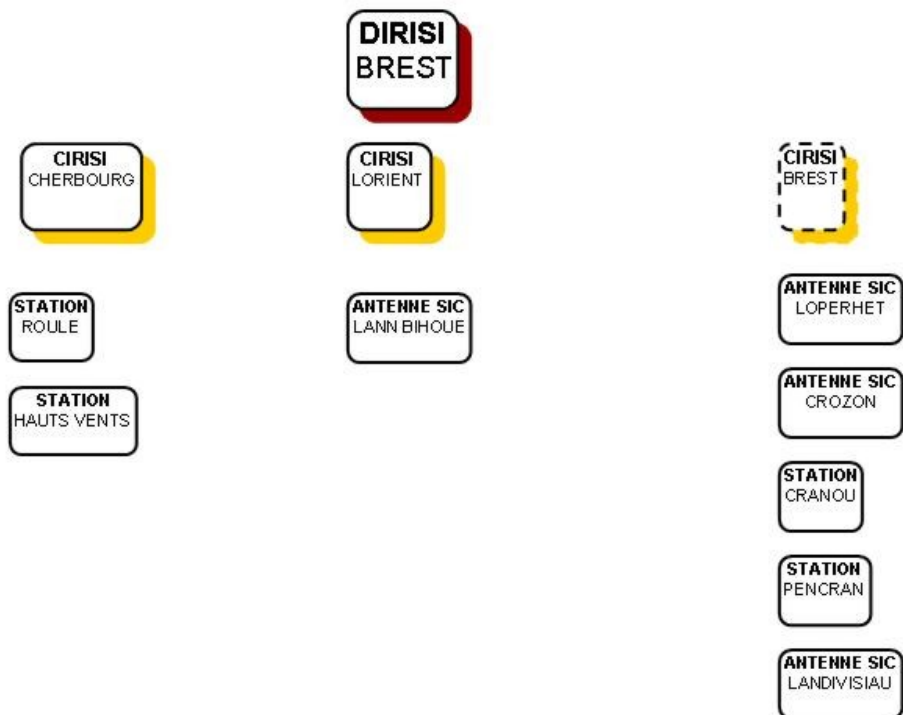 DIRISI
BREST
CIRISI
CHERBOURG
CIRISI
LORIENT
CIRISI
BREST
STATION
ROULE
STATION
HAUTS VENTS
ANTENNE SIC
LANN BIHOUE
ANTENNE SIC
LOPERHET
ANTENNE SIC
CROZON
STATION
CRANOU
STATION
PENCRAN
ANTENNE SIC
LANDIVISIAU